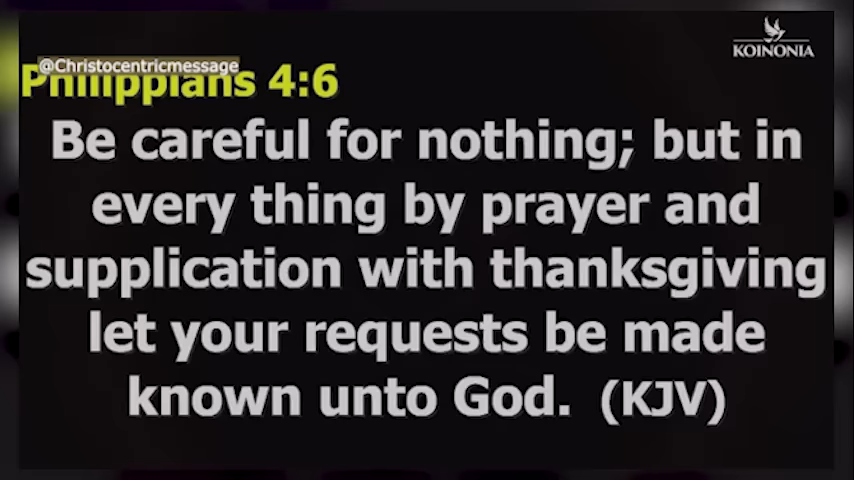 KOINONIA
@Christocentricmessage
Philippians 4:6
Be careful for nothing; but in
every thing by prayer and
supplication with thanksgiving
let your requests be made
known unto God. (KJV)